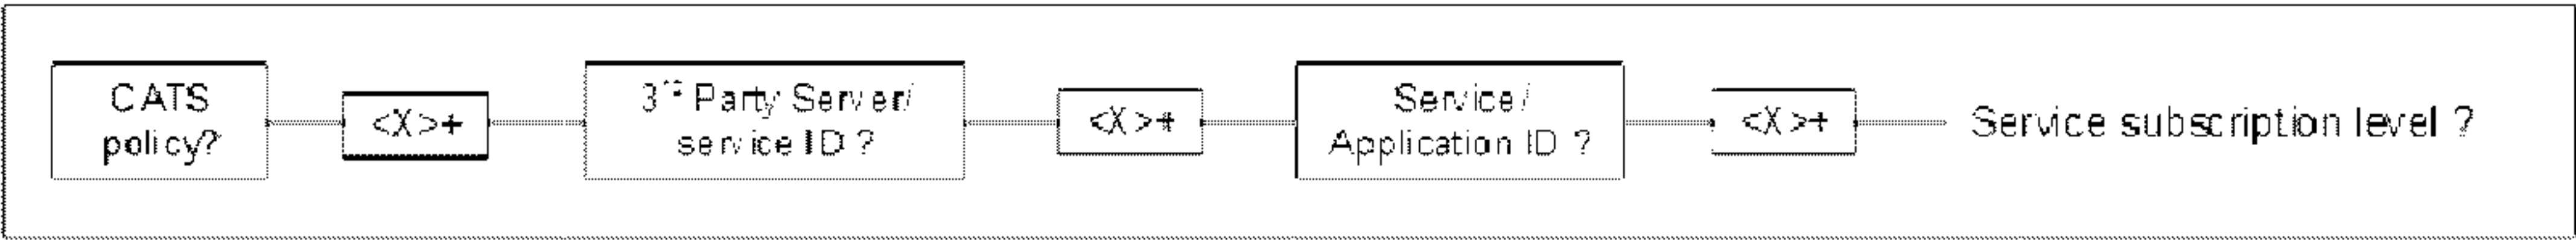 CATS
policy?
<X>+
3rd Party Server/
service ID ?
<X>+
Service/
Application ID ?
<X>+
Service subscription level ?